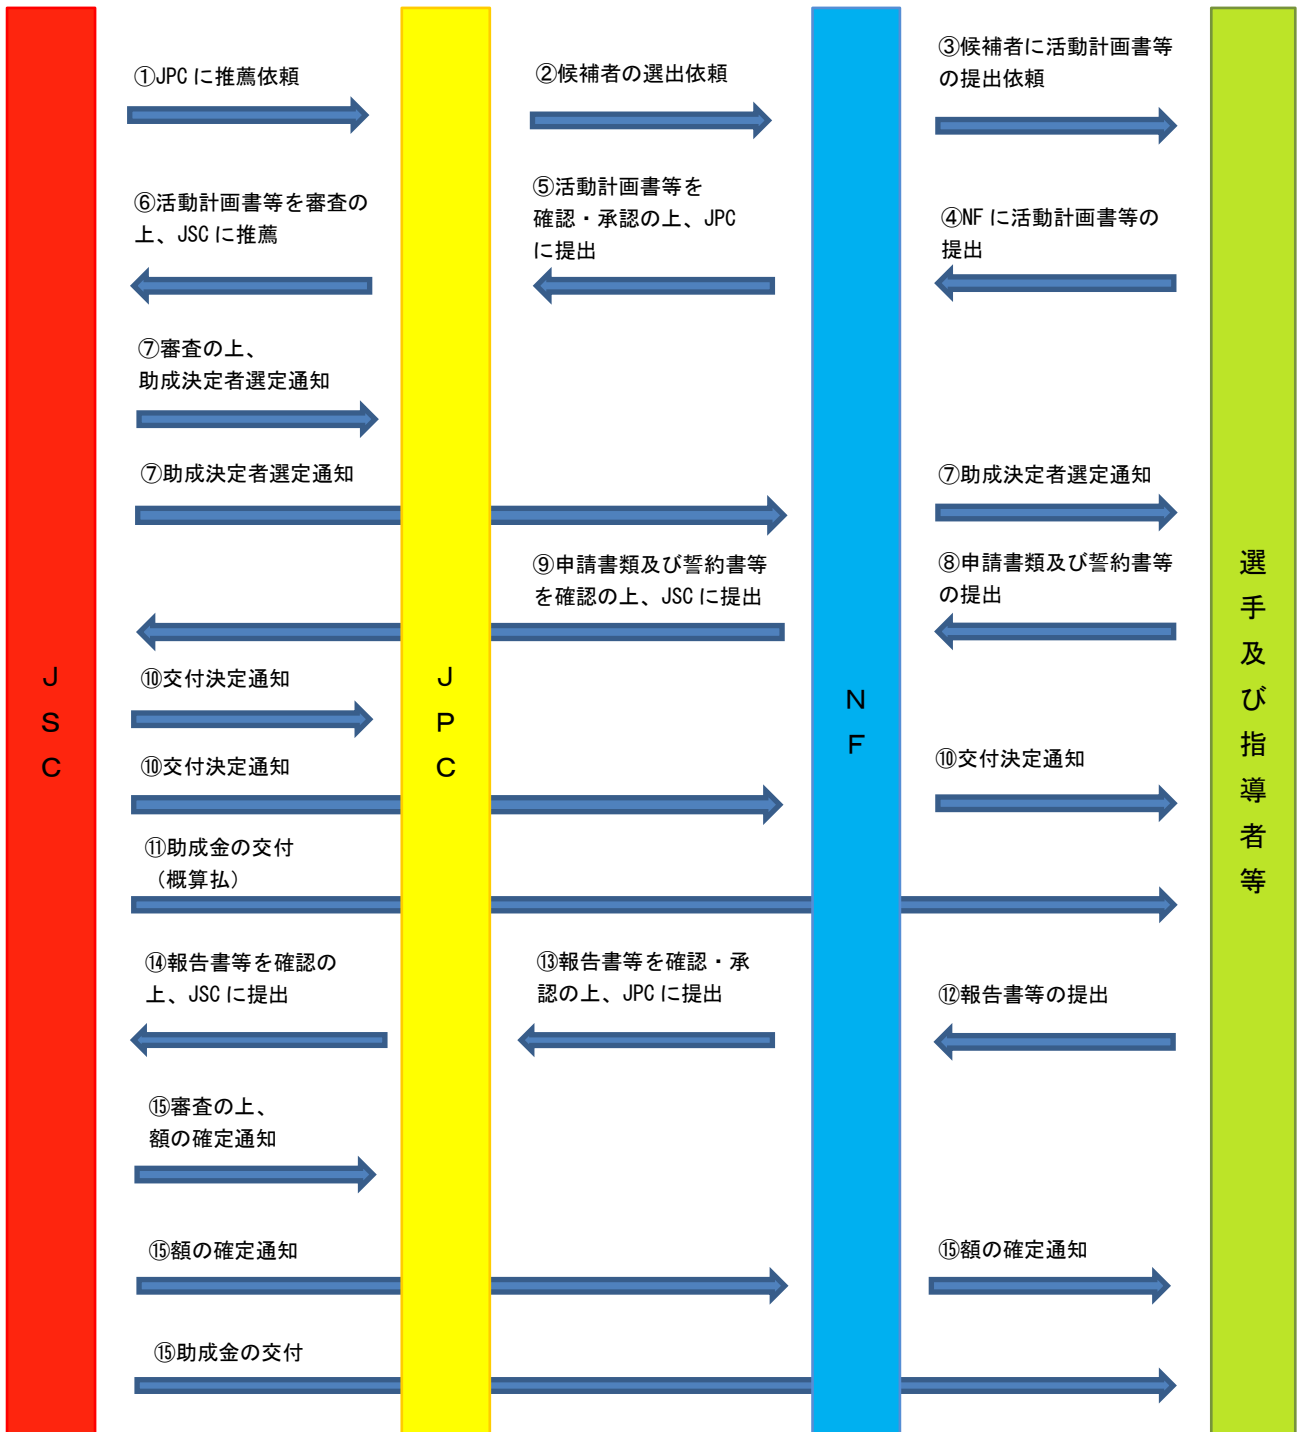 ①JPCに推薦依頼
②候補者の選出依頼
③候補者に活動計画書等
の提出依頼
⑥活動計画書等を審査の
上、JSCに推薦
⑤活動計画書等を
確認・承認の上、JPC
に提出
④NFに活動計画書等の
提出
⑦審査の上、
助成決定者選定通知
⑦助成決定者選定通知
⑦助成決定者選定通知
⑨申請書類及び誓約書等
を確認の上、JSCに提出
⑧申請書類及び誓約書等
の提出
⑩交付決定通知
⑩交付決定通知
⑩交付決定通知
⑪助成金の交付
（概算払）
⑭報告書等を確認の
上、JSCに提出
⑬報告書等を確認・承
認の上、JPCに提出
⑫報告書等の提出
⑮審査の上、
額の確定通知
⑮額の確定通知
⑮額の確定通知
⑮助成金の交付
ＪＳＣ
ＪＰＣ
ＮＦ
選手及び指導者等